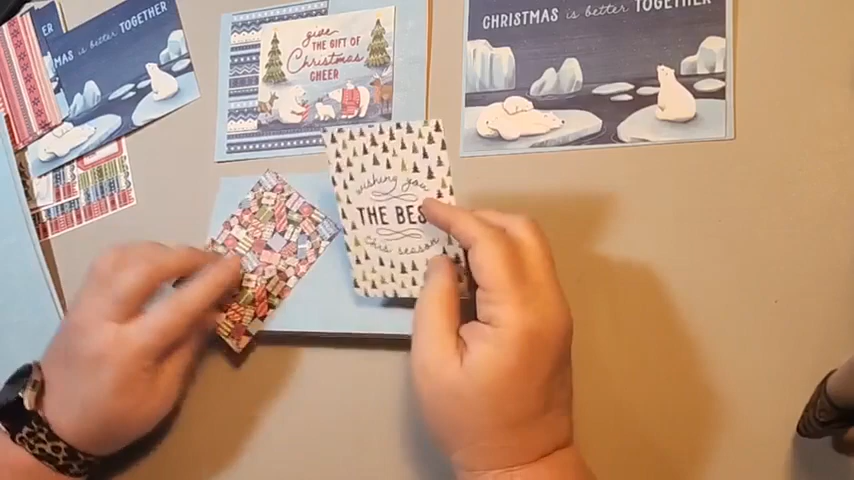 ER
MAS is better TOGETHER
give
THE GIFT OF
Christmas
CHEER
CHRISTMAS is better TOGETHER
wishing you
THE BES
this season